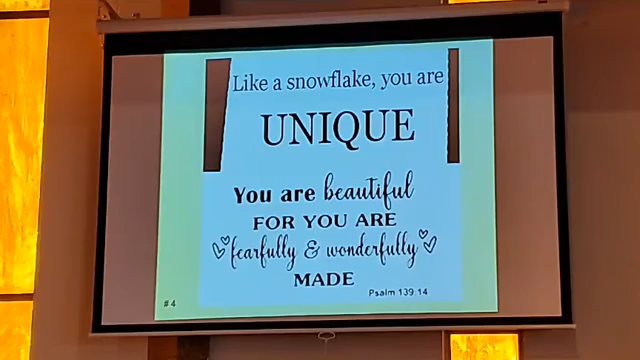 Like a snowflake, you are
UNIQUE
You are beautiful
FOR YOU ARE
fearfully & wonderfully
MADE
Psalm 139:14
#4